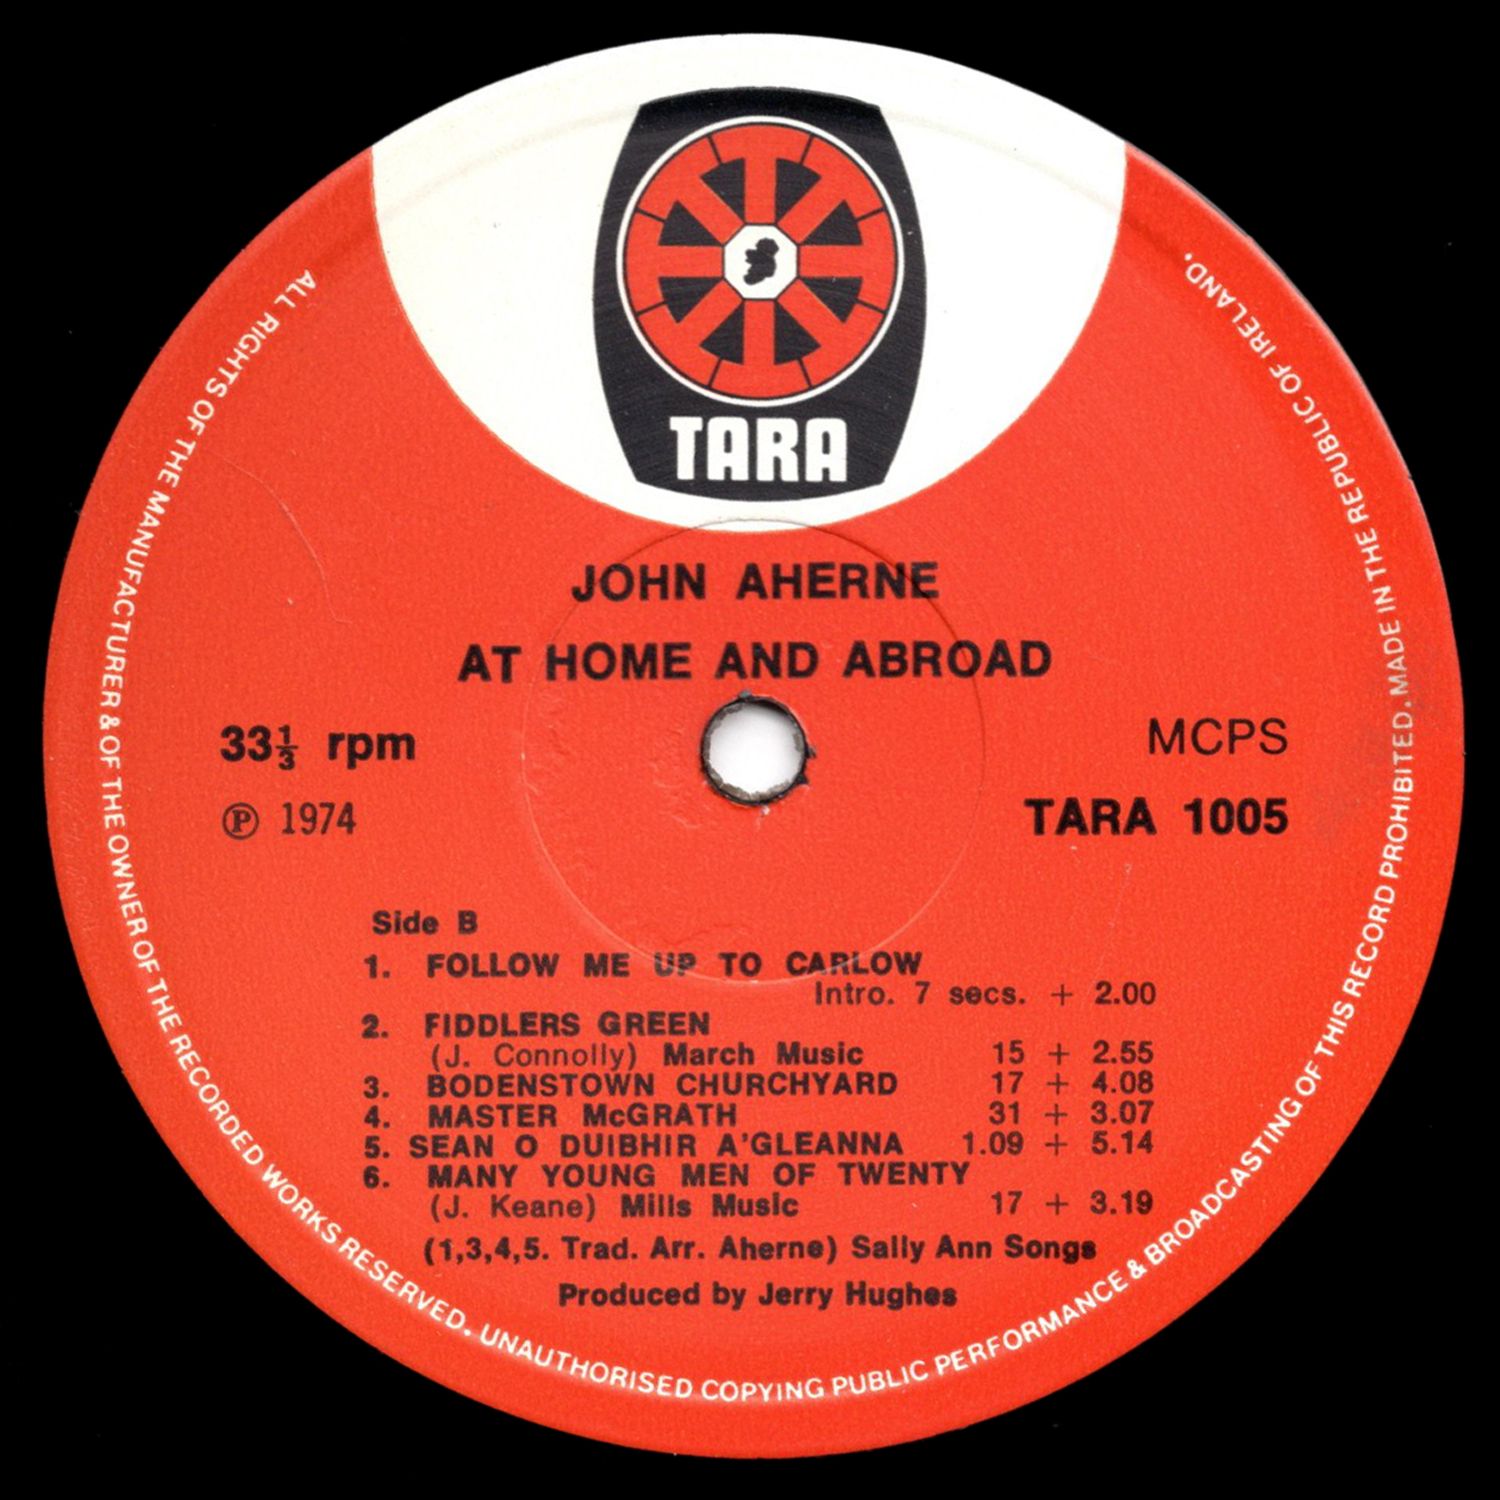 TARA
JOHN AHERNE
AT HOME AND ABROAD
33⅓ rpm
MCPS
Ⓟ 1974
TARA 1005
Side B
1. FOLLOW ME UP TO CARLOW
Intro. 7 secs. + 2.00
2. FIDDLERS GREEN
(J. Connolly) March Music 15 + 2.55
3. BODENSTOWN CHURCHYARD 17 + 4.08
4. MASTER McGRATH 31 + 3.07
5. SEAN O DUIBHIR A'GLEANNA 1.09 + 5.14
6. MANY YOUNG MEN OF TWENTY
(J. Keane) Mills Music 17 + 3.19
(1,3,4,5. Trad. Arr. Aherne) Sally Ann Songs
Produced by Jerry Hughes
ALL RIGHTS OF THE MANUFACTURER & OF THE OWNER OF THE RECORDED WORKS RESERVED. UNAUTHORISED COPYING PUBLIC PERFORMANCE & BROADCASTING OF THIS RECORD PROHIBITED. MADE IN THE REPUBLIC OF IRELAND.